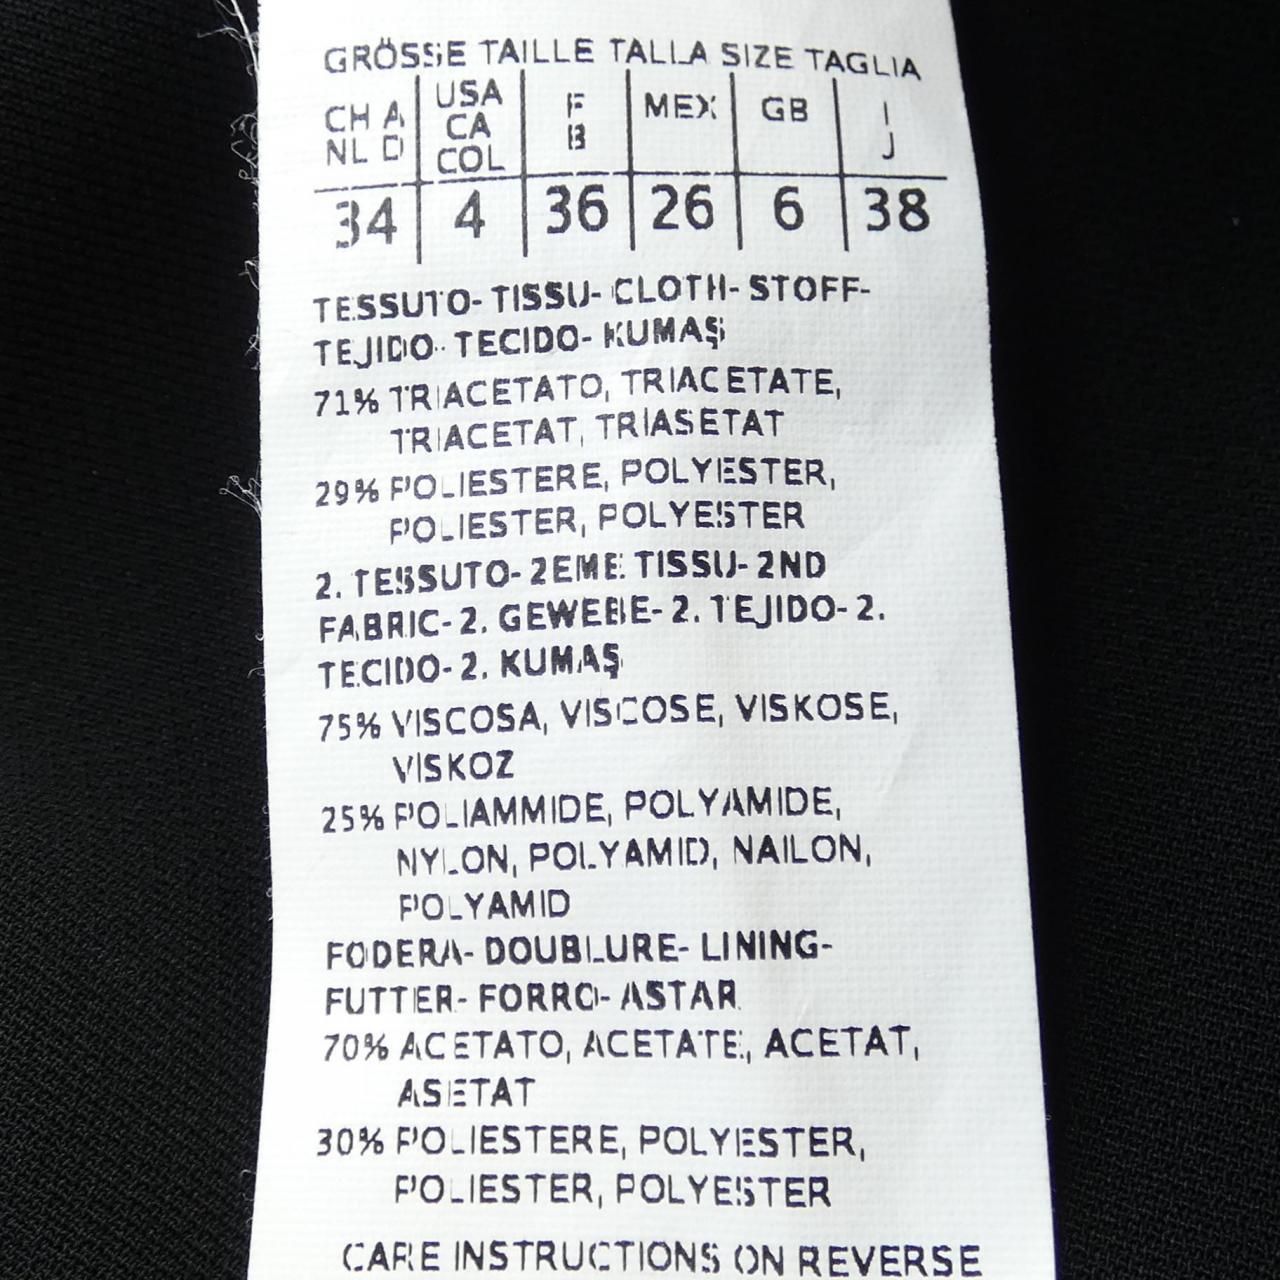 GRÖSSE TAILLE TALLA SIZE TAGLIA
CH A NL D | USA CA COL | F B | MEX | GB | I J
34 | 4 | 36 | 26 | 6 | 38
TESSUTO- TISSU- CLOTH- STOFF-
TEJIDO- TECIDO- KUMAŞ
71% TRIACETATO, TRIACETATE,
TRIACETAT, TRIASETAT
29% POLIESTERE, POLYESTER,
POLIESTER, POLYESTER
2. TESSUTO- 2EME TISSU- 2ND
FABRIC- 2. GEWEBE- 2. TEJIDO- 2.
TECIDO- 2. KUMAŞ
75% VISCOSA, VISCOSE, VISKOSE,
VISKOZ
25% POLIAMMIDE, POLYAMIDE,
NYLON, POLYAMID, NAILON,
POLYAMID
FODERA- DOUBLURE- LINING-
FUTTER- FORRO- ASTAR
70% ACETATO, ACETATE, ACETAT,
ASETAT
30% POLIESTERE, POLYESTER,
POLIESTER, POLYESTER
CARE INSTRUCTIONS ON REVERSE